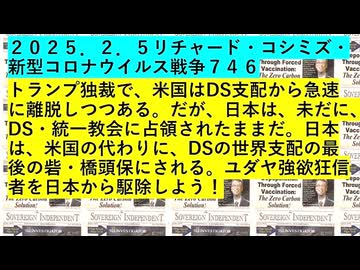 ２０２５．２．５リチャード・コシミズ・
新型コロナウイルス戦争７４６
トランプ独裁で、米国はDS支配から急速
に離脱しつつある。だが、日本は、未だに
DS・統一教会に占領されたままだ。日本
は、米国の代わりに、DSの世界支配の最
後の砦・橋頭保にされる。ユダヤ強欲狂信
者を日本から駆除しよう！
Through Forced
Vaccination:
The Zero Carbon
Solution!
SOVEREIGN INDEPENDENT